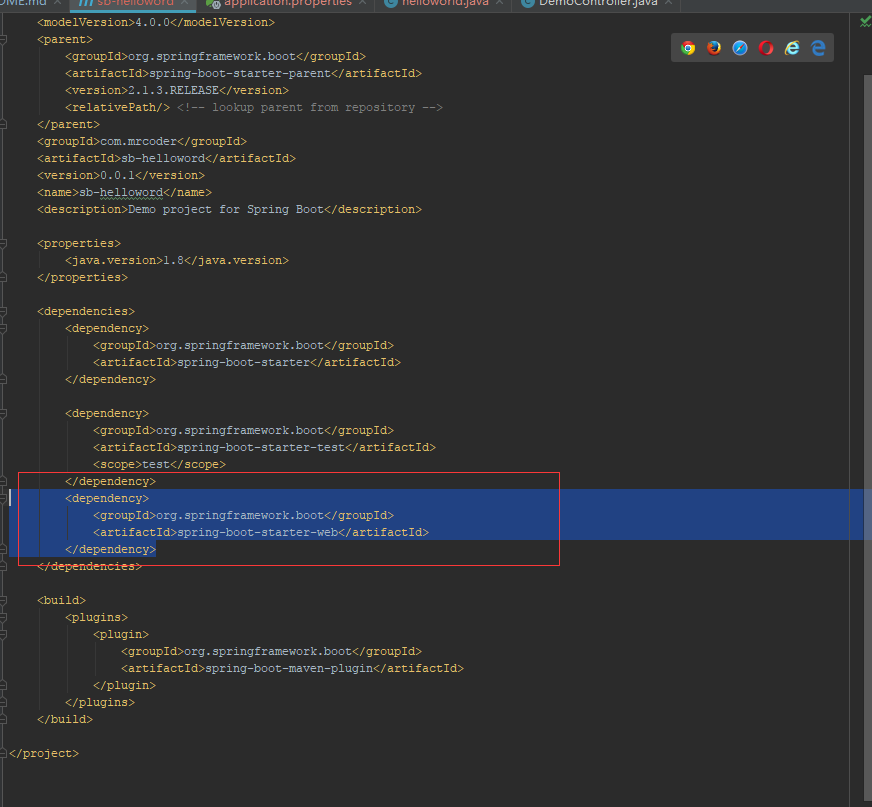 OME.md
sb-helloword
application.properties
helloworld.java
DemoController.java
<modelVersion>4.0.0</modelVersion>
<parent>
<groupId>org.springframework.boot</groupId>
<artifactId>spring-boot-starter-parent</artifactId>
<version>2.1.3.RELEASE</version>
<relativePath/> <!-- lookup parent from repository -->
</parent>
<groupId>com.mrcoder</groupId>
<artifactId>sb-helloword</artifactId>
<version>0.0.1</version>
<name>sb-helloword</name>
<description>Demo project for Spring Boot</description>
<properties>
<java.version>1.8</java.version>
</properties>
<dependencies>
<dependency>
<groupId>org.springframework.boot</groupId>
<artifactId>spring-boot-starter</artifactId>
</dependency>
<dependency>
<groupId>org.springframework.boot</groupId>
<artifactId>spring-boot-starter-test</artifactId>
<scope>test</scope>
</dependency>
<dependency>
<groupId>org.springframework.boot</groupId>
<artifactId>spring-boot-starter-web</artifactId>
</dependency>
</dependencies>
<build>
<plugins>
<plugin>
<groupId>org.springframework.boot</groupId>
<artifactId>spring-boot-maven-plugin</artifactId>
</plugin>
</plugins>
</build>
</project>